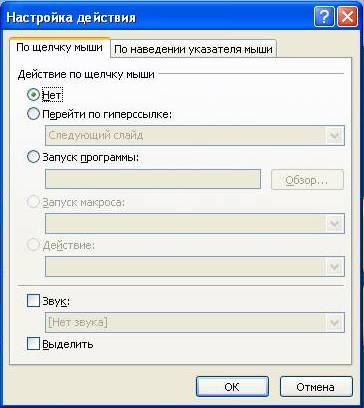 Настройка действия
По щелчку мыши
По наведении указателя мыши
Действие по щелчку мыши
Нет
Перейти по гиперссылке:
Следующий слайд
Запуск программы:
Обзор...
Запуск макроса:
Действие:
Звук:
[Нет звука]
Выделить
ОК
Отмена